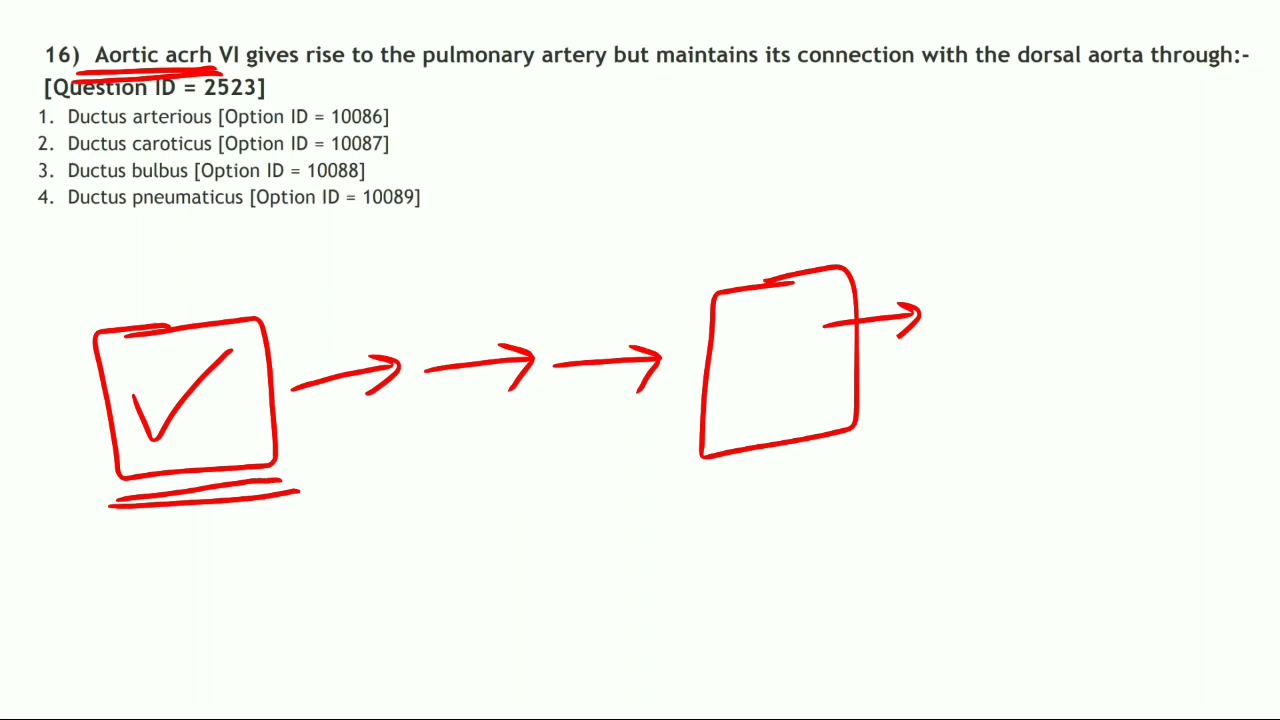 16) Aortic acrh VI gives rise to the pulmonary artery but maintains its connection with the dorsal aorta through:-
[Question ID = 2523]
1. Ductus arterious [Option ID = 10086]
2. Ductus caroticus [Option ID = 10087]
3. Ductus bulbus [Option ID = 10088]
4. Ductus pneumaticus [Option ID = 10089]